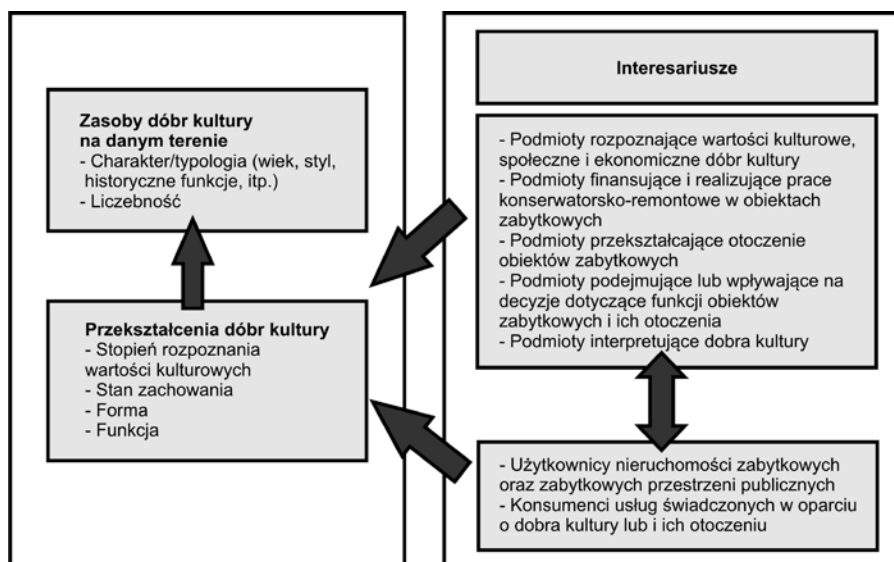 Zasoby dóbr kultury
na danym terenie
- Charakter/typologia (wiek, styl,
historyczne funkcje, itp.)
- Liczebność
Przekształcenia dóbr kultury
- Stopień rozpoznania
wartości kulturowych
- Stan zachowania
- Forma
- Funkcja
Interesariusze
- Podmioty rozpoznające wartości kulturowe,
społeczne i ekonomiczne dóbr kultury
- Podmioty finansujące i realizujące prace
konserwatorsko-remontowe w obiektach
zabytkowych
- Podmioty przekształcające otoczenie
obiektów zabytkowych
- Podmioty podejmujące lub wpływające na
decyzje dotyczące funkcji obiektów
zabytkowych i ich otoczenia
- Podmioty interpretujące dobra kultury
- Użytkownicy nieruchomości zabytkowych
oraz zabytkowych przestrzeni publicznych
- Konsumenci usług świadczonych w oparciu
o dobra kultury lub i ich otoczeniu